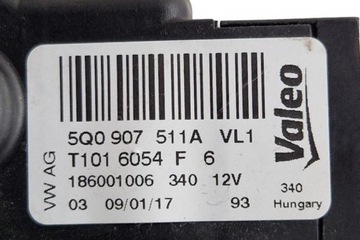 5Q0 907 511A VL1
T101 6054 F 6
186001006 340 12V
03 09/01/17 93
VW AG
Valeo
340
Hungary